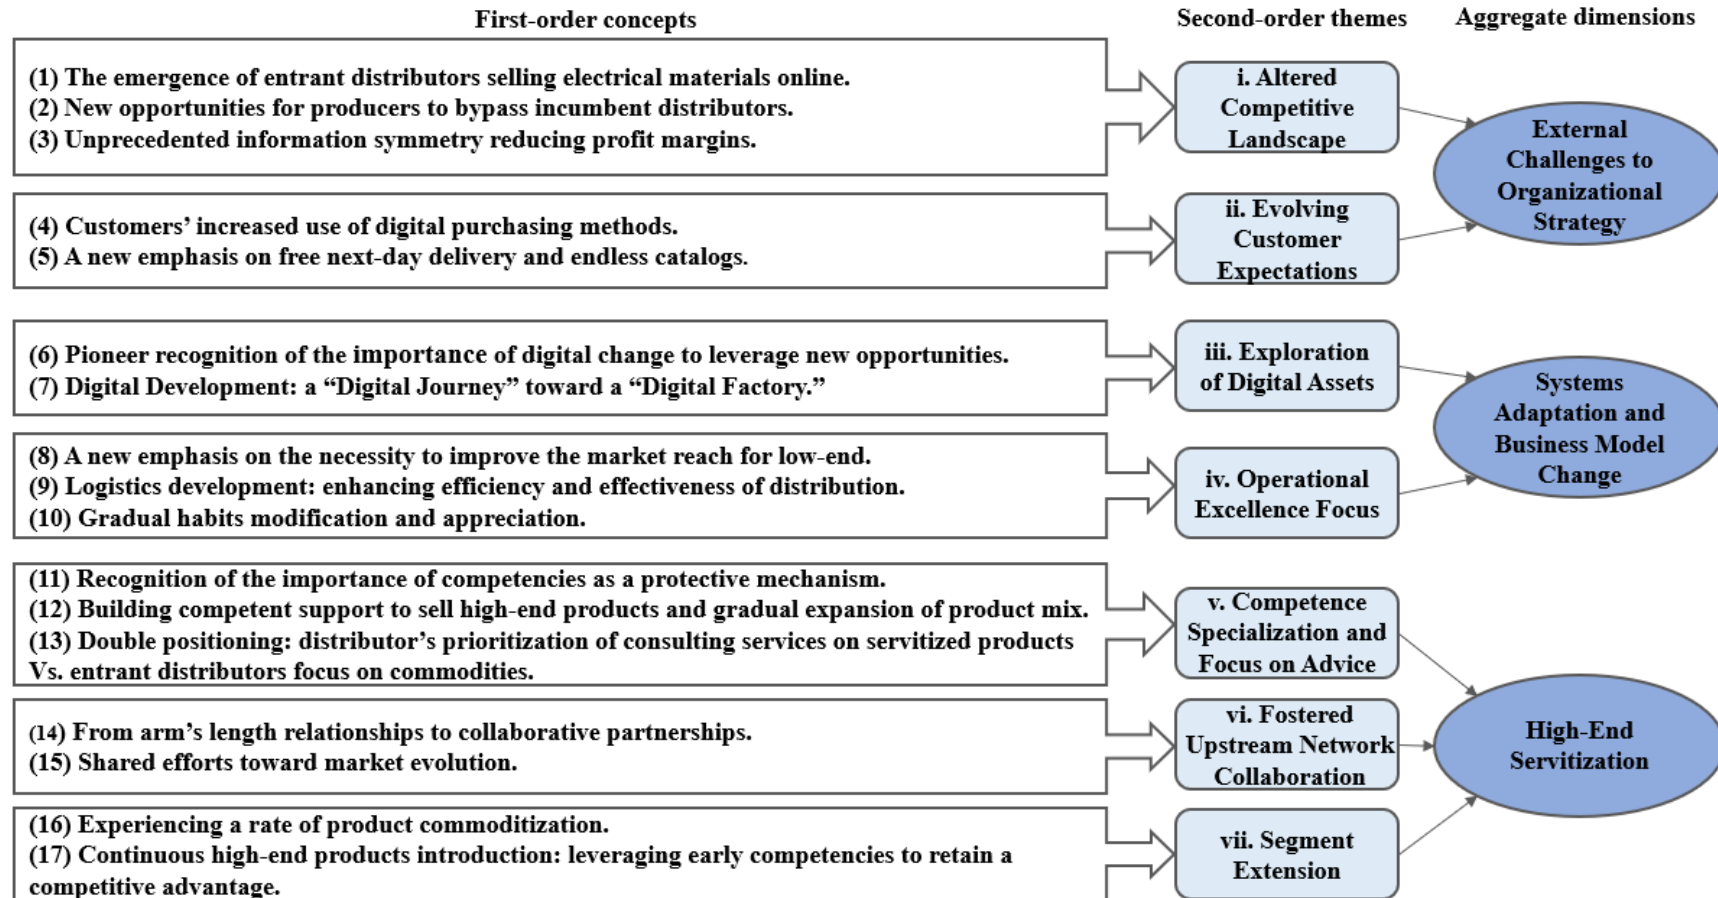 First-order concepts
Second-order themes
Aggregate dimensions
(1) The emergence of entrant distributors selling electrical materials online.
(2) New opportunities for producers to bypass incumbent distributors.
(3) Unprecedented information symmetry reducing profit margins.
i. Altered
Competitive
Landscape
External
Challenges to
Organizational
Strategy
(4) Customers’ increased use of digital purchasing methods.
(5) A new emphasis on free next-day delivery and endless catalogs.
ii. Evolving
Customer
Expectations
(6) Pioneer recognition of the importance of digital change to leverage new opportunities.
(7) Digital Development: a “Digital Journey” toward a “Digital Factory.”
iii. Exploration
of Digital Assets
Systems
Adaptation and
Business Model
Change
(8) A new emphasis on the necessity to improve the market reach for low-end.
(9) Logistics development: enhancing efficiency and effectiveness of distribution.
(10) Gradual habits modification and appreciation.
iv. Operational
Excellence Focus
(11) Recognition of the importance of competencies as a protective mechanism.
(12) Building competent support to sell high-end products and gradual expansion of product mix.
(13) Double positioning: distributor’s prioritization of consulting services on servitized products
Vs. entrant distributors focus on commodities.
v. Competence
Specialization and
Focus on Advice
(14) From arm’s length relationships to collaborative partnerships.
(15) Shared efforts toward market evolution.
vi. Fostered
Upstream Network
Collaboration
High-End
Servitization
(16) Experiencing a rate of product commoditization.
(17) Continuous high-end products introduction: leveraging early competencies to retain a
competitive advantage.
vii. Segment
Extension